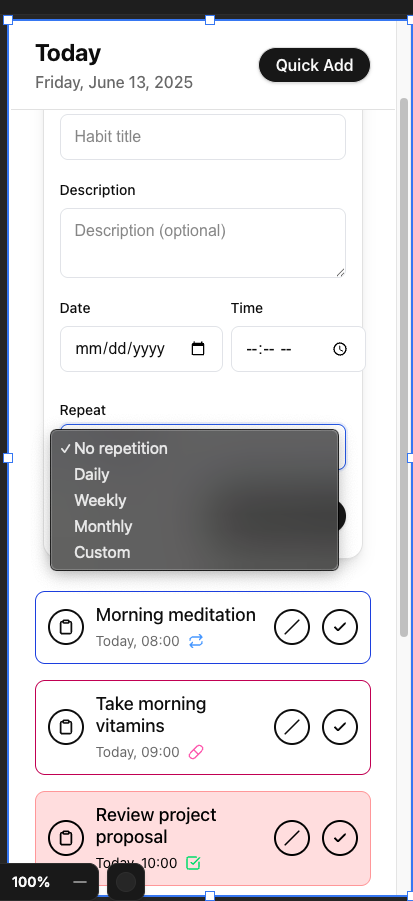 Today
Friday, June 13, 2025
Quick Add
Habit title
Description
Description (optional)
Date
Time
mm/dd/yyyy
--:-- --
Repeat
✓ No repetition
Daily
Weekly
Monthly
Custom
Morning meditation
Today, 08:00
Take morning
vitamins
Today, 09:00
Review project
proposal
Today, 10:00
100%